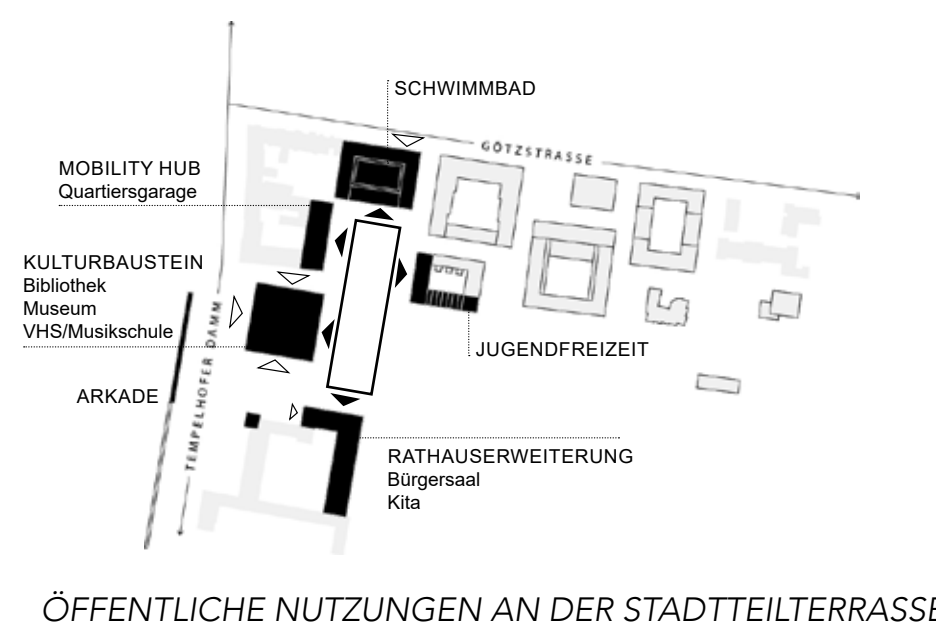 SCHWIMMBAD
GÖTZSTRASSE
MOBILITY HUB
Quartiersgarage
KULTURBAUSTEIN
Bibliothek
Museum
VHS/Musikschule
TEMPELHOFER DAMM
JUGENDFREIZEIT
ARKADE
RATHAUSERWEITERUNG
Bürgersaal
Kita
ÖFFENTLICHE NUTZUNGEN AN DER STADTTEILTERRASSE